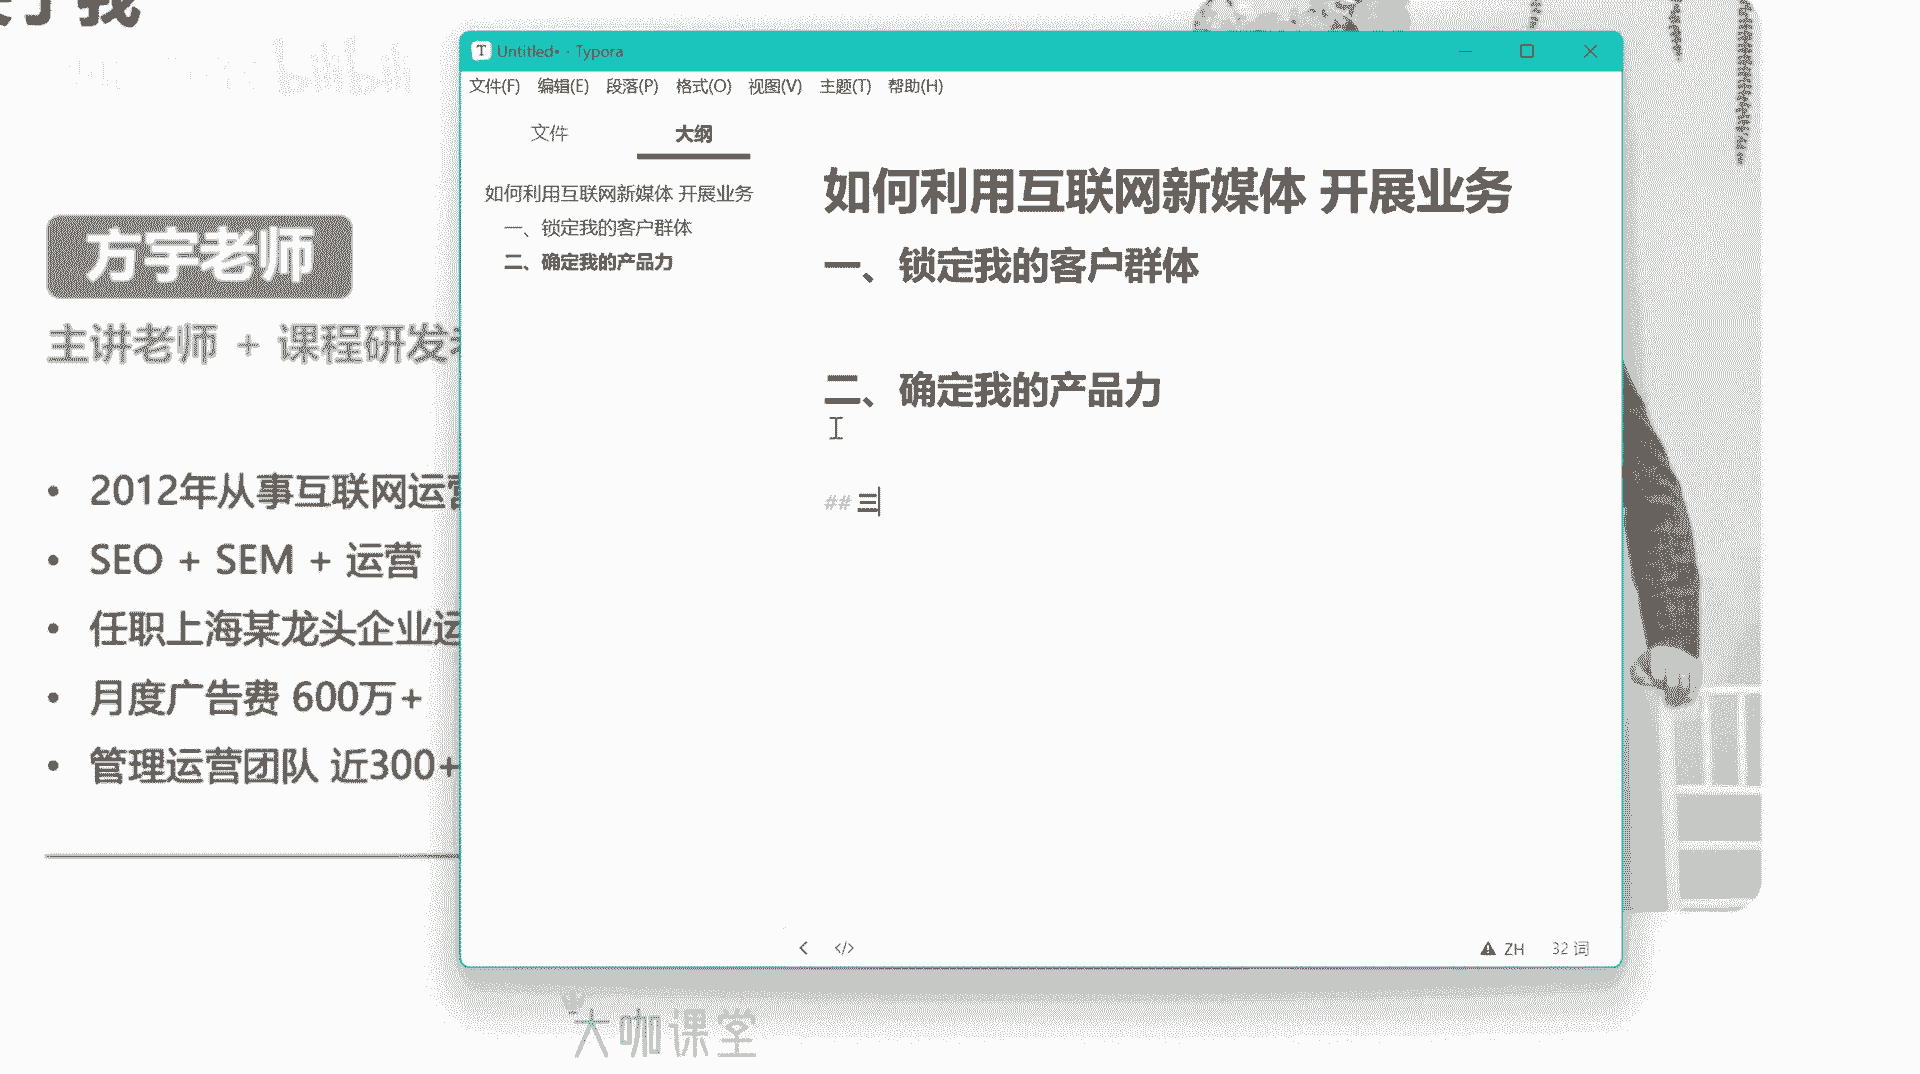 了我
bilibili
方宇老师
主讲老师 + 课程研发
• 2012年从事互联网运营
• SEO + SEM + 运营
• 任职上海某龙头企业运
• 月度广告费 600万+
• 管理运营团队 近300+
Untitled• - Typora
文件(F) 编辑(E) 段落(P) 格式(O) 视图(V) 主题(T) 帮助(H)
文件 大纲
如何利用互联网新媒体 开展业务
一、锁定我的客户群体
二、确定我的产品力
如何利用互联网新媒体 开展业务
一、锁定我的客户群体
二、确定我的产品力
## 三
</> ZH 32 词
大咖课堂